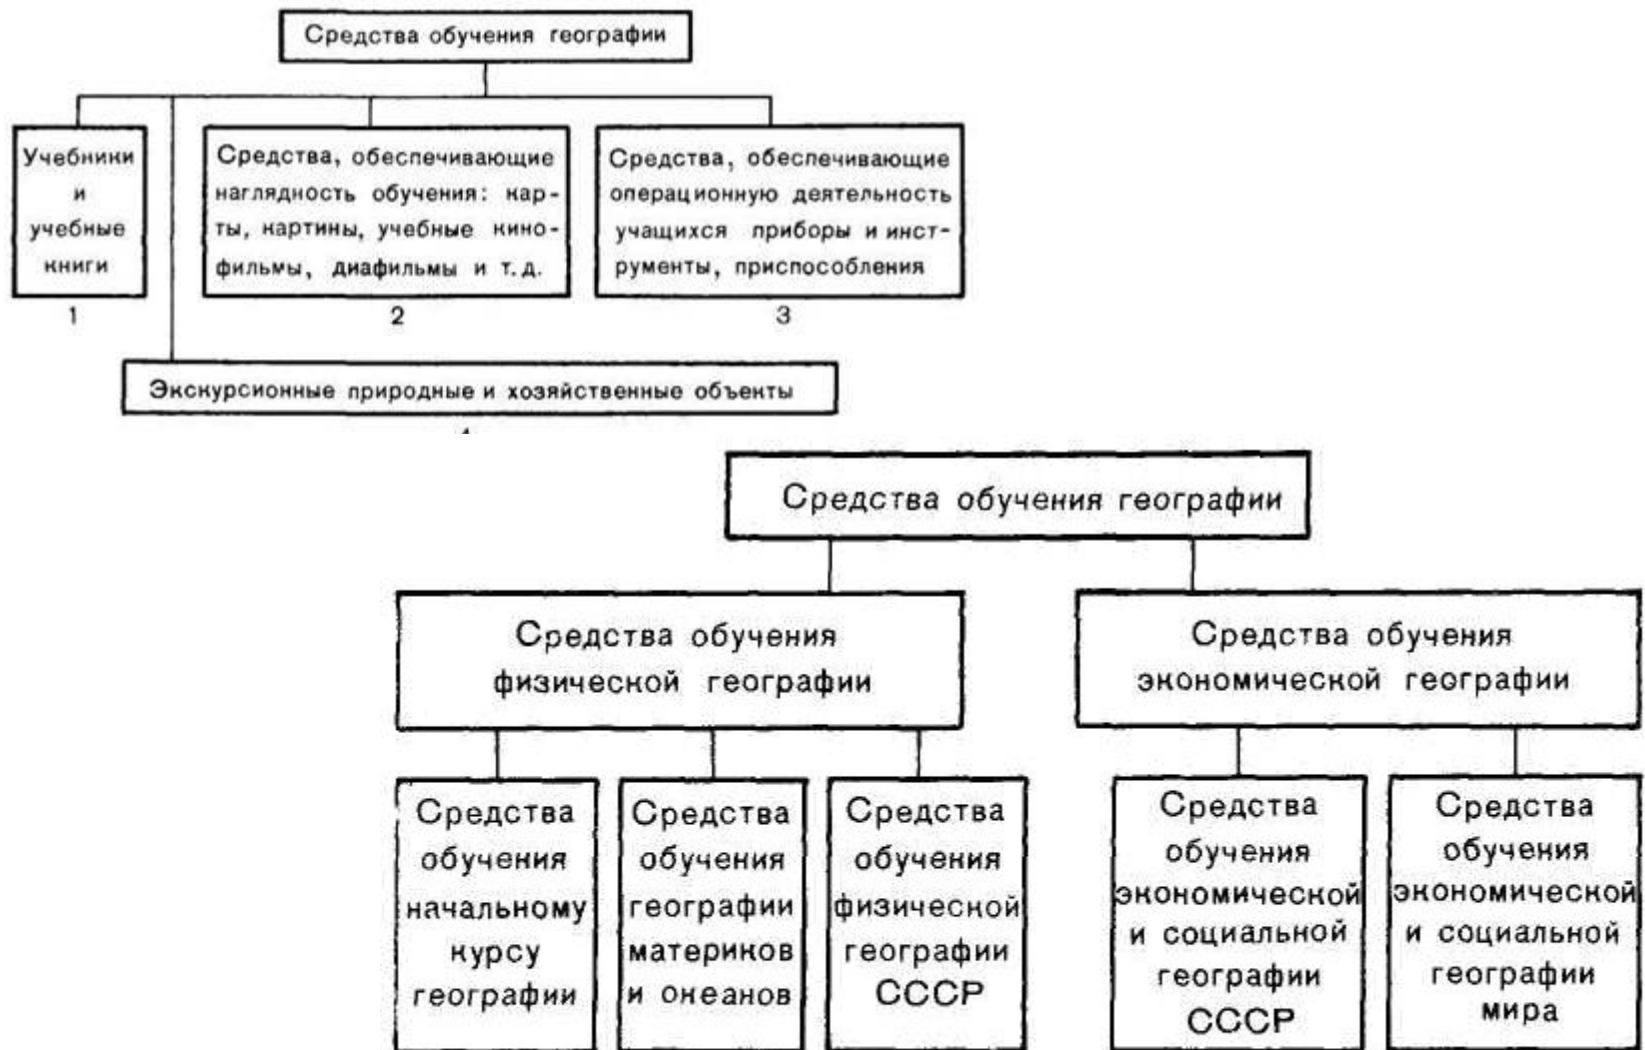 Средства обучения географии
Учебники
и
учебные
книги
1
Средства, обеспечивающие
наглядность обучения: кар-
ты, картины, учебные кино-
фильмы, диафильмы и т.д.
2
Средства, обеспечивающие
операционную деятельность
учащихся приборы и инст-
рументы, приспособления
3
Экскурсионные природные и хозяйственные объекты
Средства обучения географии
Средства обучения
физической географии
Средства обучения
экономической географии
Средства
обучения
начальному
курсу
географии
Средства
обучения
географии
материков
и океанов
Средства
обучения
физической
географии
СССР
Средства
обучения
экономической
и социальной
географии
СССР
Средства
обучения
экономической
и социальной
географии
мира